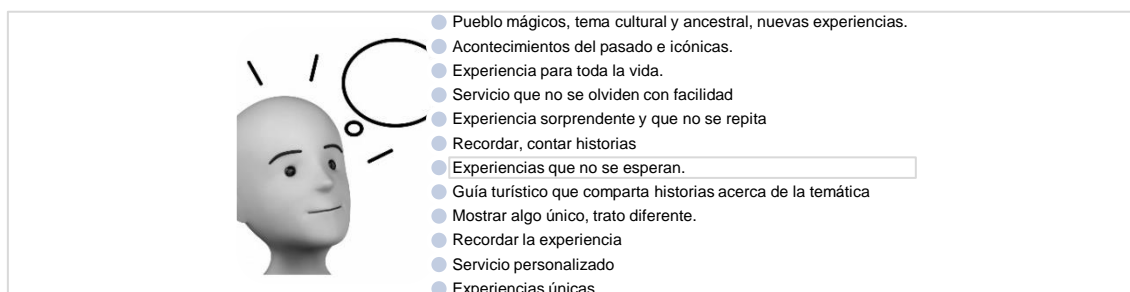 Pueblo mágicos, tema cultural y ancestral, nuevas experiencias.
Acontecimientos del pasado e icónicas.
Experiencia para toda la vida.
Servicio que no se olviden con facilidad
Experiencia sorprendente y que no se repita
Recordar, contar historias
Experiencias que no se esperan.
Guía turístico que comparta historias acerca de la temática
Mostrar algo único, trato diferente.
Recordar la experiencia
Servicio personalizado
Experiencias únicas